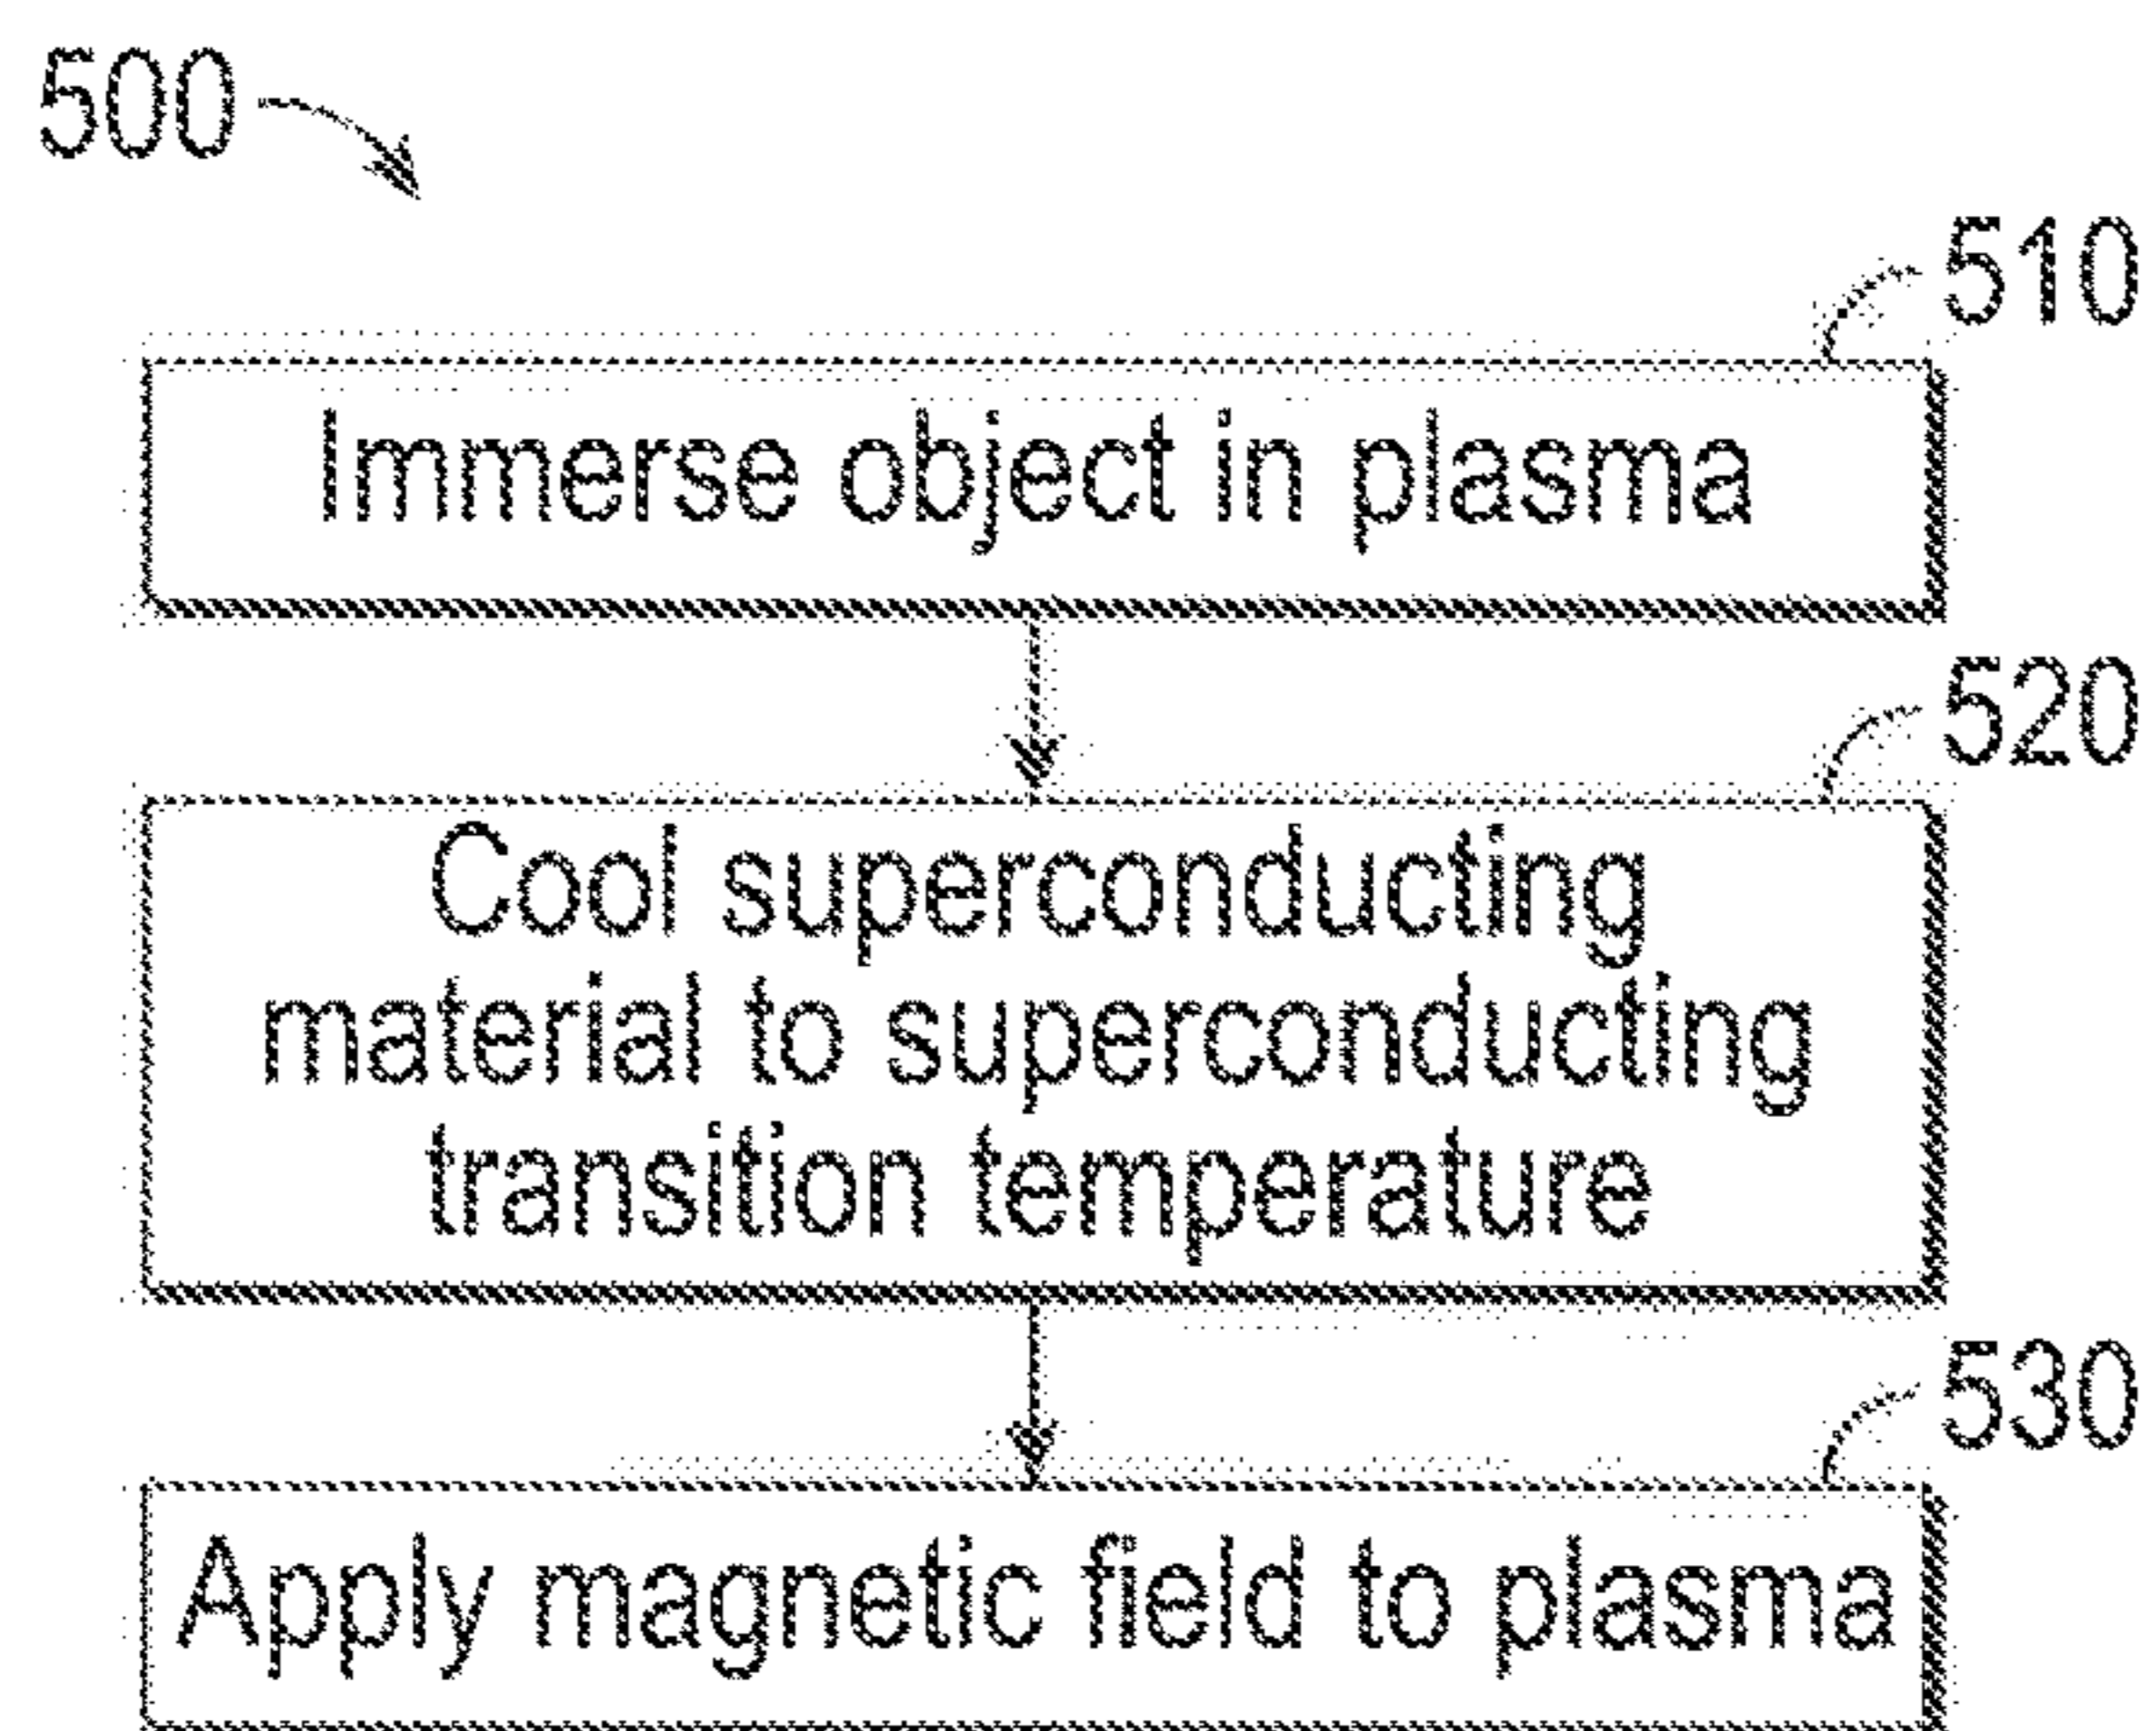 500
510
Immerse object in plasma
520
Cool superconducting
material to superconducting
transition temperature
530
Apply magnetic field to plasma